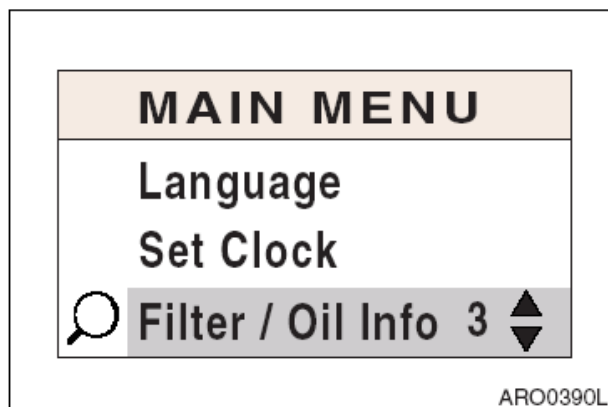 MAIN MENU
Language
Set Clock
Filter / Oil Info 3
ARO0390L